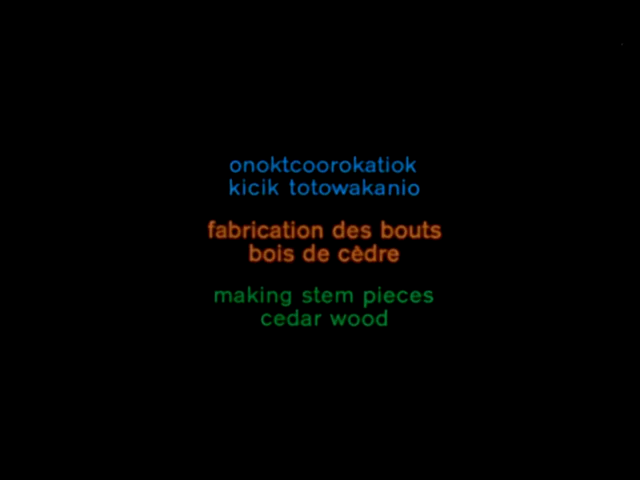 onoktcoorokatiok
kicik totowakanio
fabrication des bouts
bois de cèdre
making stem pieces
cedar wood